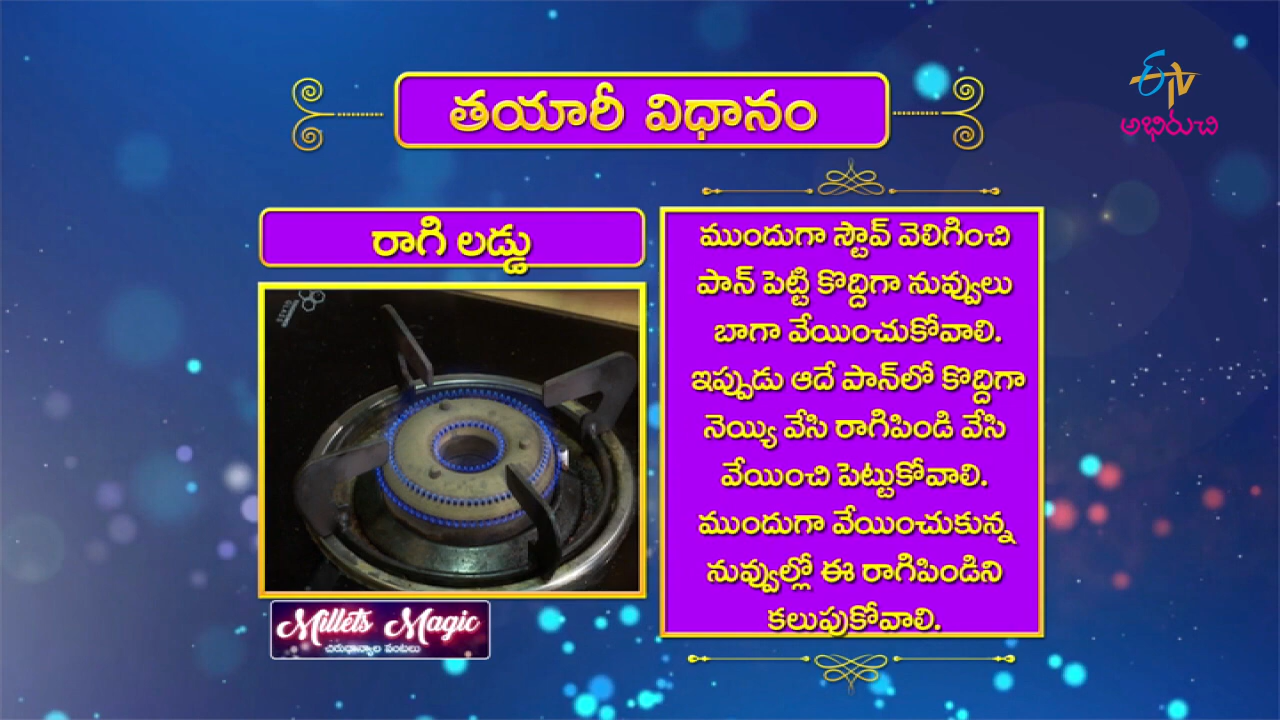 తయారీ విధానం
ETV
అభిరుచి
రాగి లడ్డు
ముందుగా స్టౌవ్ వెలిగించి
పాన్ పెట్టి కొద్దిగా నువ్వులు
బాగా వేయించుకోవాలి.
ఇప్పుడు ఆదే పాన్‌లో కొద్దిగా
నెయ్యి వేసి రాగిపిండి వేసి
వేయించి పెట్టుకోవాలి.
ముందుగా వేయించుకున్న
నువ్వుల్లో ఈ రాగిపిండిని
కలుపుకోవాలి.
Millets Magic
చిరుధాన్యాల వంటలు